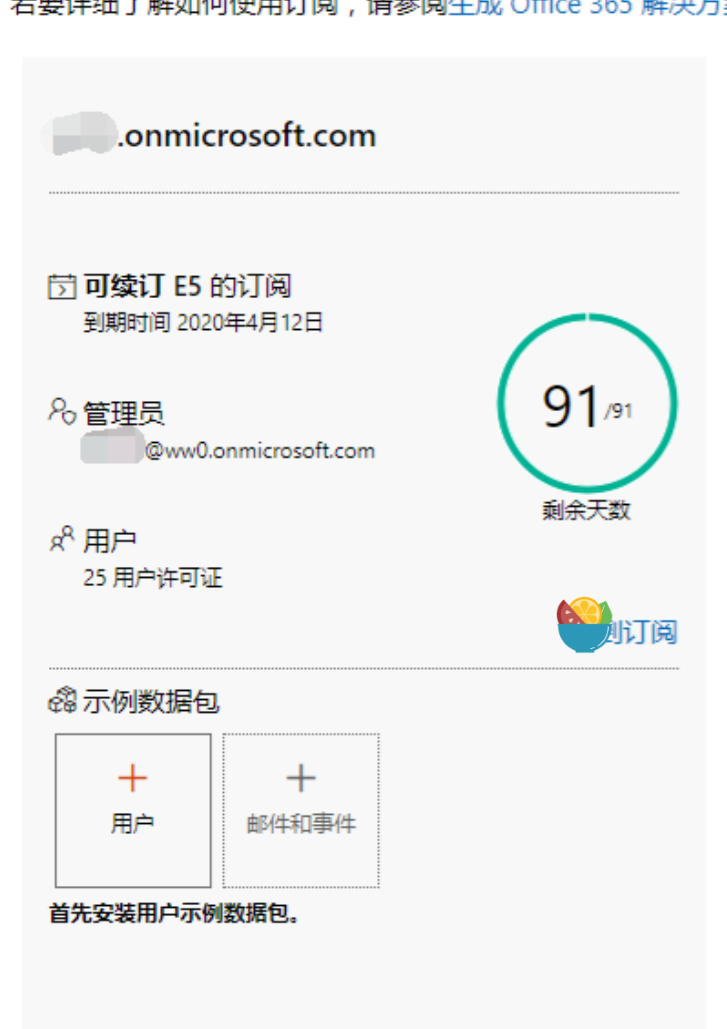 若要详细了解如何使用订阅，请参阅生成 Office 365 解决方
.onmicrosoft.com
可续订 E5 的订阅
到期时间 2020年4月12日
91/91
剩余天数
管理员
@ww0.onmicrosoft.com
用户
25 用户许可证
到订阅
示例数据包
+ +
用户 邮件和事件
首先安装用户示例数据包。